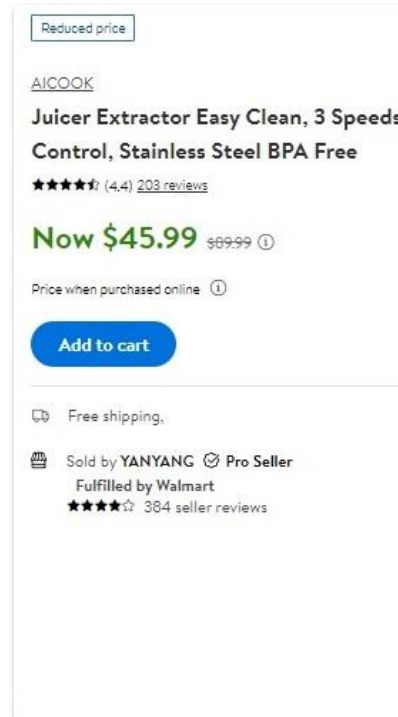 Reduced price
AICOOK
Juicer Extractor Easy Clean, 3 Speeds
Control, Stainless Steel BPA Free
(4.4) 203 reviews
Now $45.99 $89.99
Price when purchased online
Add to cart
Free shipping,
Sold by YANYANG Pro Seller
Fulfilled by Walmart
384 seller reviews